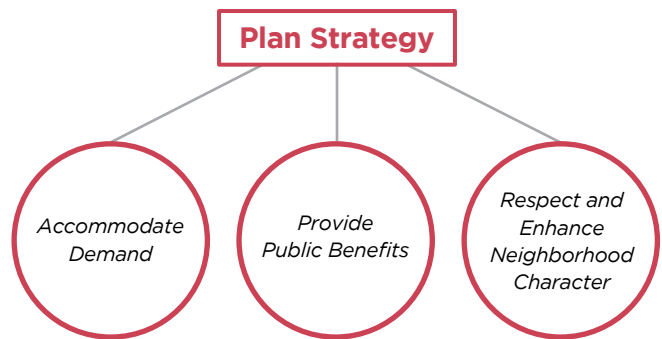 Plan Strategy
Accommodate
Demand
Provide
Public Benefits
Respect and
Enhance
Neighborhood
Character